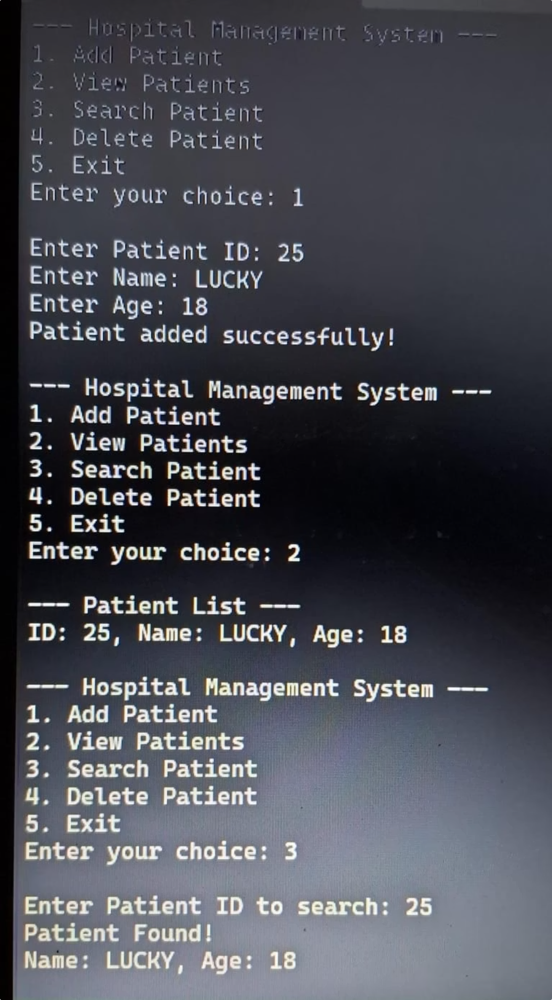 --- Hospital Management System ---
1. Add Patient
2. View Patients
3. Search Patient
4. Delete Patient
5. Exit
Enter your choice: 1
Enter Patient ID: 25
Enter Name: LUCKY
Enter Age: 18
Patient added successfully!
--- Hospital Management System ---
1. Add Patient
2. View Patients
3. Search Patient
4. Delete Patient
5. Exit
Enter your choice: 2
--- Patient List ---
ID: 25, Name: LUCKY, Age: 18
--- Hospital Management System ---
1. Add Patient
2. View Patients
3. Search Patient
4. Delete Patient
5. Exit
Enter your choice: 3
Enter Patient ID to search: 25
Patient Found!
Name: LUCKY, Age: 18